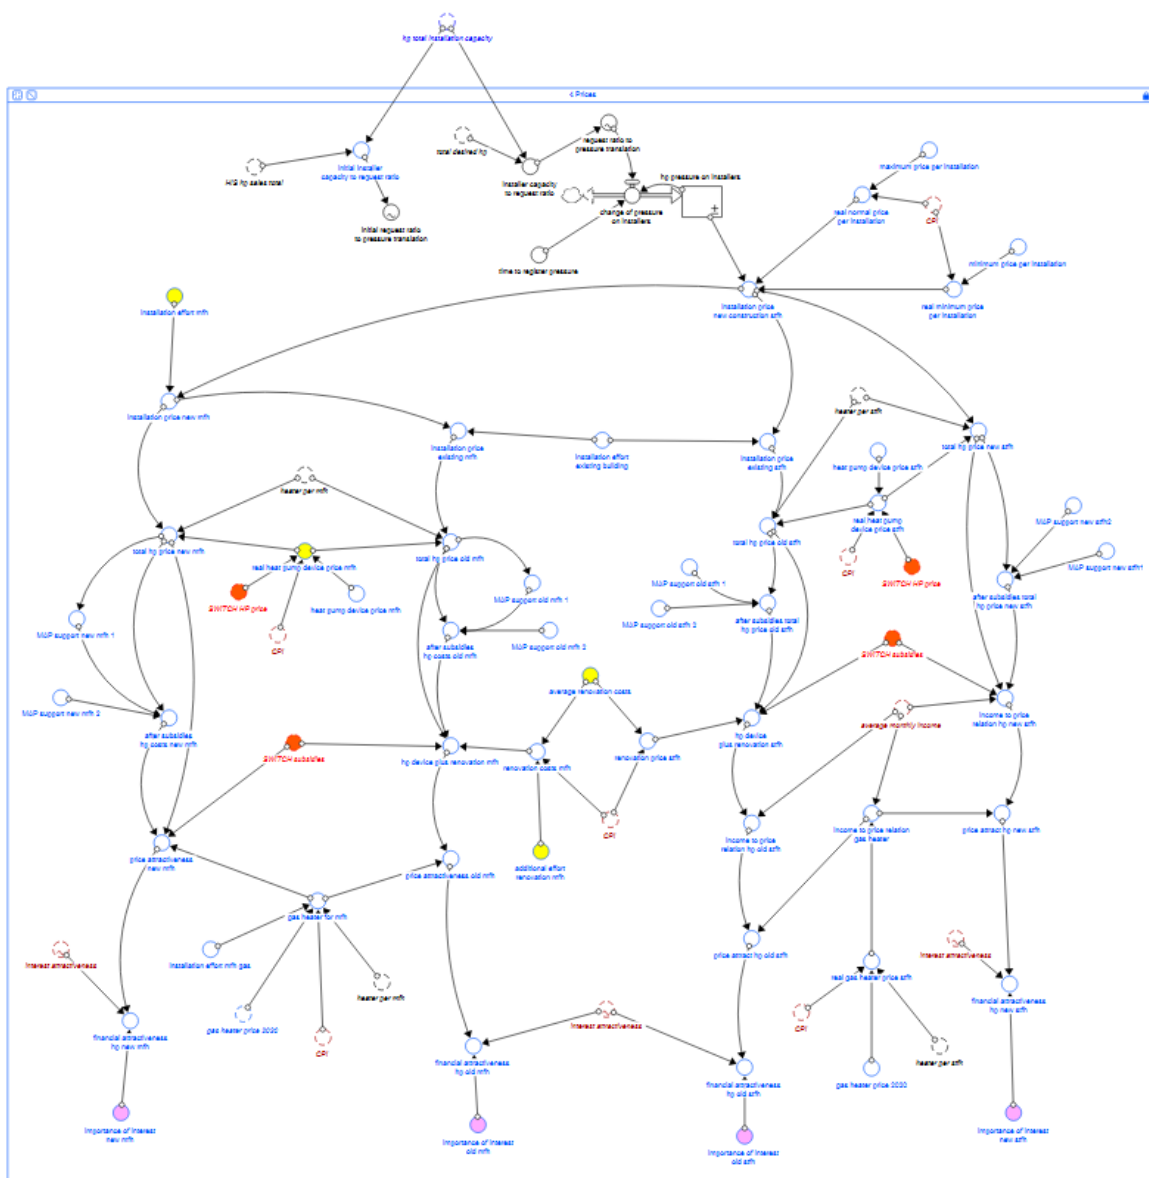 hp total installation capacity
< Prices
total desired hp
request ratio to
pressure translation
maximum price per installation
HIS hp sales total
initial installer
capacity to request ratio
installer capacity
to request ratio
hp pressure on installers
change of pressure
on installers
real normal price
per installation
CPI
initial request ratio
to pressure translation
time to register pressure
minimum price per installation
installation effort mfh
installation price
new construction sfh
real minimum price
per installation
installation price new mfh
heater per sfh
installation price
existing mfh
installation effort
existing building
installation price
existing sfh
total hp price new sfh
heat pump device price sfh
heater per mfh
real heat pump
device price sfh
MAP support new sfh2
total hp price new mfh
total hp price old mfh
total hp price old sfh
CPI
SWITCH HP price
MAP support new sfh1
real heat pump device price mfh
SWITCH HP price
heat pump device price mfh
MAP support old mfh 1
MAP support old sfh 1
MAP support old sfh 2
after subsidies total
hp price old sfh
after subsidies total
hp price new sfh
MAP support new mfh 1
CPI
after subsidies
hp costs old mfh
MAP support old mfh 2
SWITCH subsidies
average renovation costs
MAP support new mfh 2
after subsidies
hp costs new mfh
hp device
plus renovation sfh
average monthly income
income to price
relation hp new sfh
SWITCH subsidies
hp device plus renovation mfh
renovation costs mfh
renovation price sfh
CPI
income to price
relation hp old sfh
income to price relation
gas heater
price attract hp new sfh
price attractiveness
new mfh
price attractiveness old mfh
additional effort
renovation mfh
gas heater for mfh
interest attractiveness
installation effort mfh gas
heater per mfh
price attract hp old sfh
real gas heater price sfh
interest attractiveness
gas heater price 2020
CPI
financial attractiveness
hp new mfh
interest attractiveness
CPI
financial attractiveness
hp new sfh
heater per sfh
financial attractiveness
hp old mfh
financial attractiveness
hp old sfh
gas heater price 2020
importance of interest
new mfh
importance of interest
old mfh
importance of interest
old sfh
importance of interest
new sfh